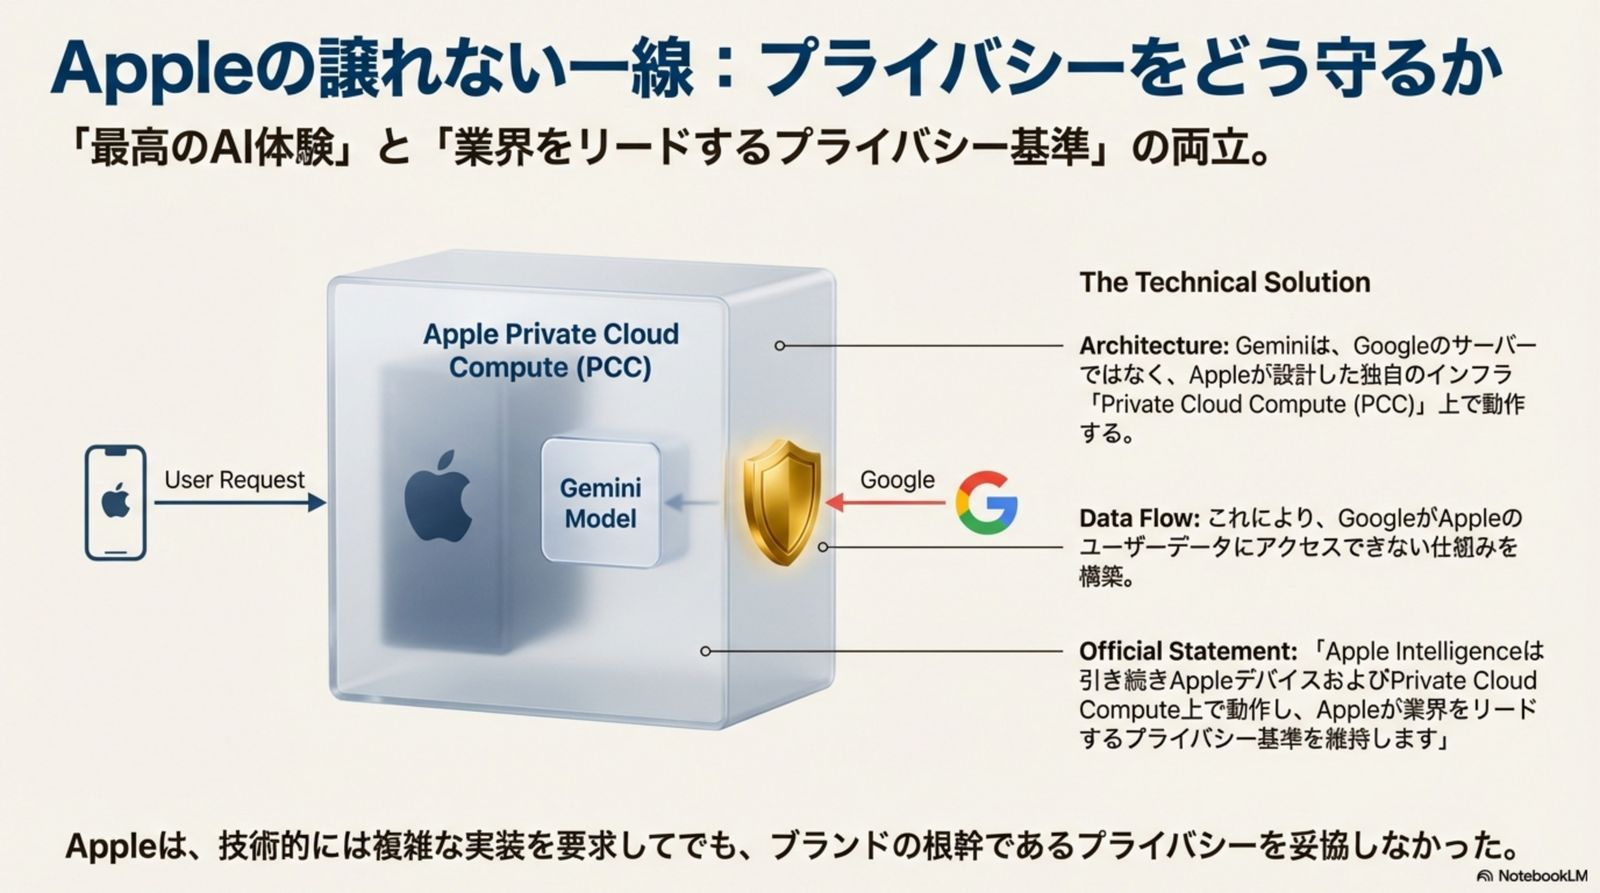 Appleの譲れない一線：プライバシーをどう守るか
「最高のAI体験」と「業界をリードするプライバシー基準」の両立。
Apple Private Cloud
Compute (PCC)
User Request
Gemini
Model
Google
The Technical Solution
Architecture: Geminiは、Googleのサーバー
ではなく、Appleが設計した独自のインフラ
「Private Cloud Compute (PCC)」上で動作
する。
Data Flow: これにより、GoogleがAppleの
ユーザーデータにアクセスできない仕組みを
構築。
Official Statement: 「Apple Intelligenceは
引き続きAppleデバイスおよびPrivate Cloud
Compute上で動作し、Appleが業界をリード
するプライバシー基準を維持します」
Appleは、技術的には複雑な実装を要求してでも、ブランドの根幹であるプライバシーを妥協しなかった。
NotebookLM